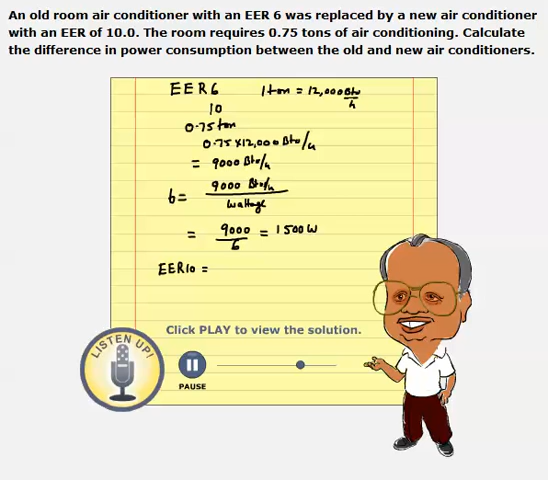 An old room air conditioner with an EER 6 was replaced by a new air conditioner
with an EER of 10.0. The room requires 0.75 tons of air conditioning. Calculate
the difference in power consumption between the old and new air conditioners.
EER 6 1 ton = 12,000 Btu/h
10
0.75 ton
0.75 x 12,000 Btu/h
= 9000 Btu/h
6 = 9000 Btu/h / Wattage
= 9000 / 6 = 1500 W
EER10 =
Click PLAY to view the solution.
LISTEN UP!
PAUSE